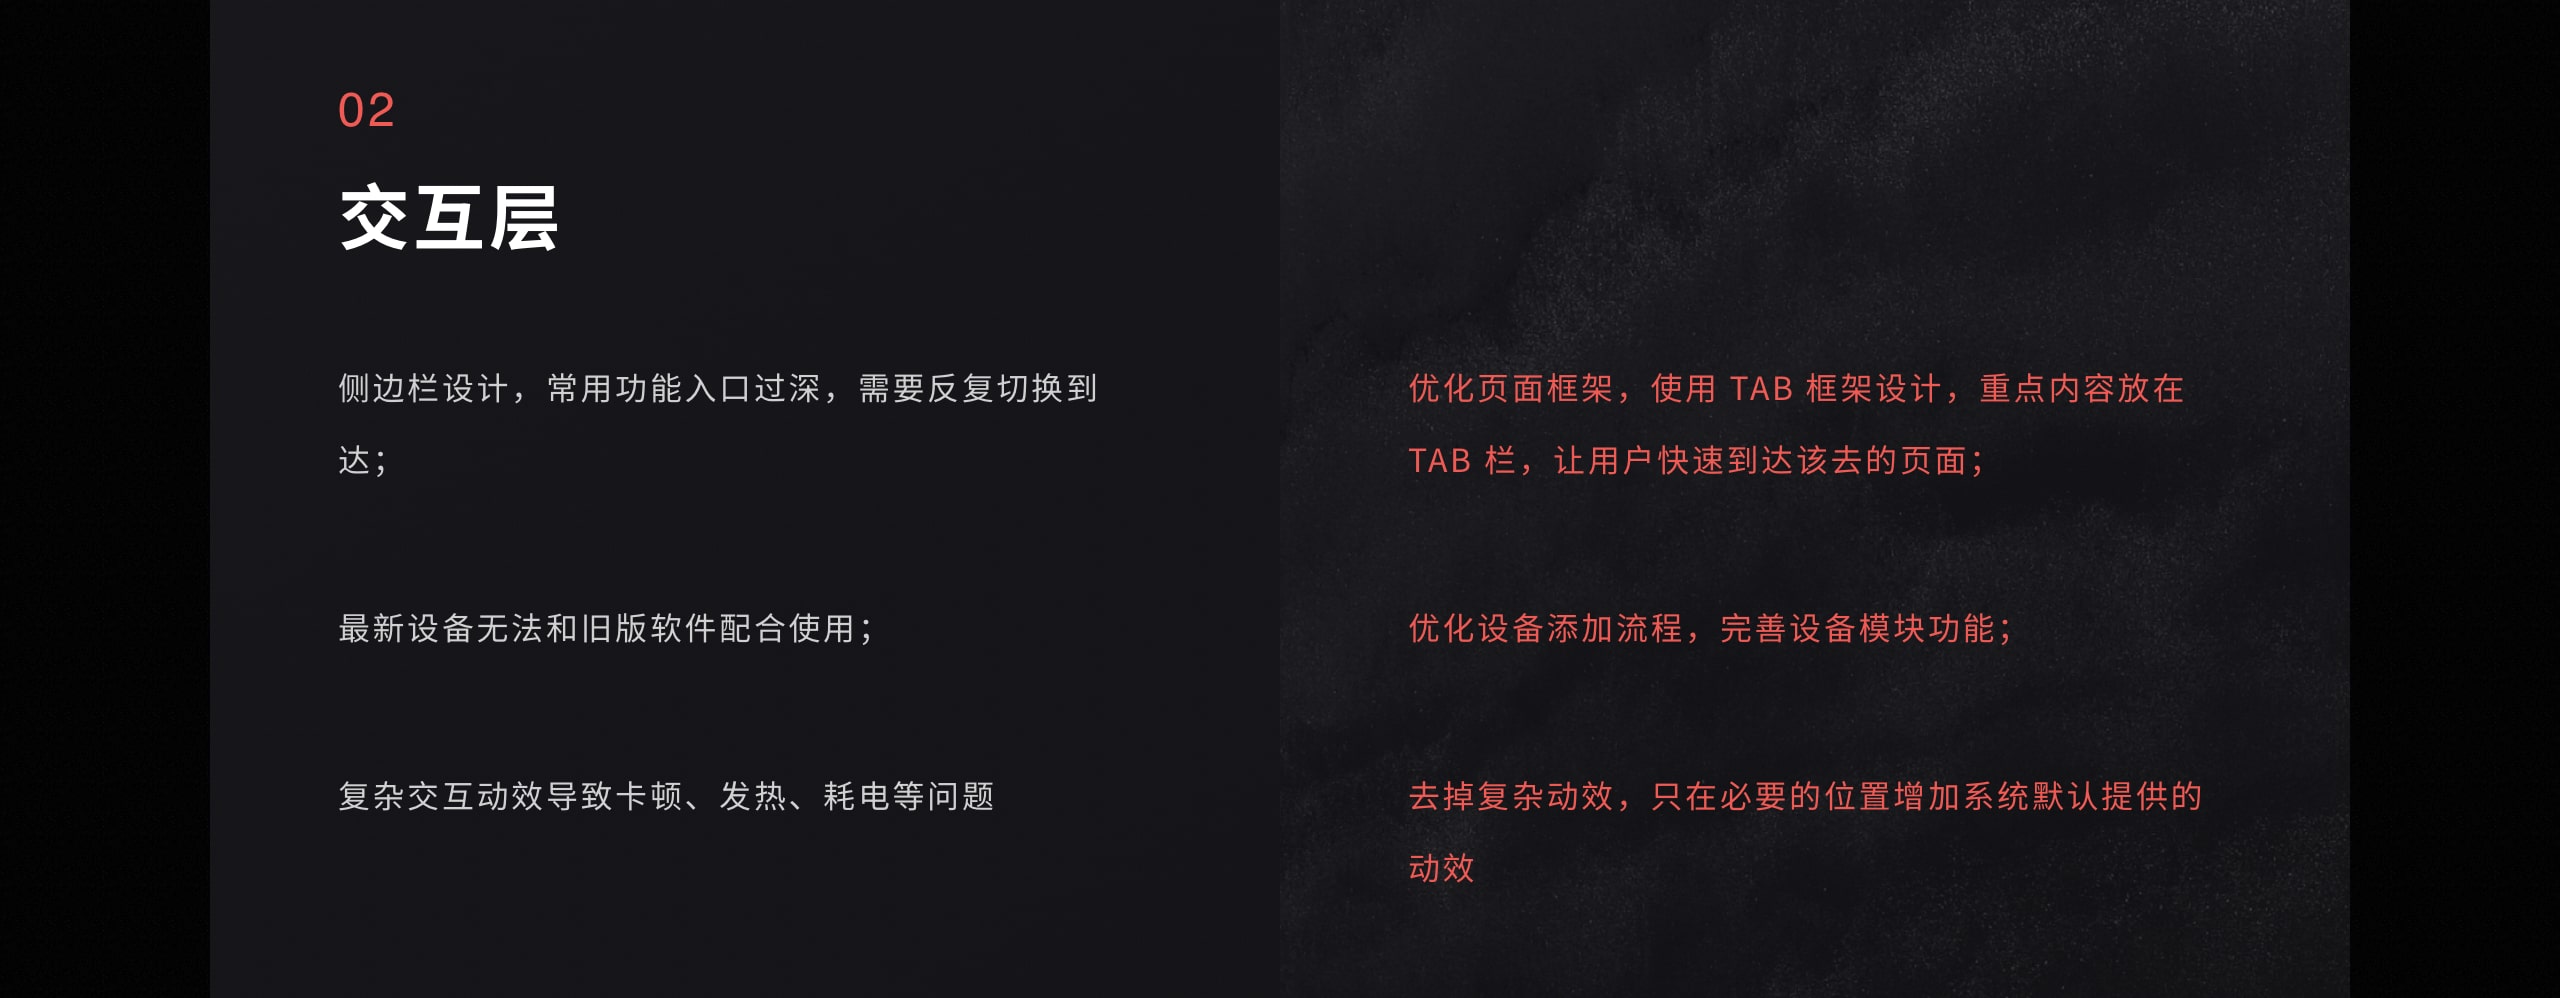 02
交互层
侧边栏设计，常用功能入口过深，需要反复切换到
达；
优化页面框架，使用 TAB 框架设计，重点内容放在
TAB 栏，让用户快速到达该去的页面；
最新设备无法和旧版软件配合使用；
优化设备添加流程，完善设备模块功能；
复杂交互动效导致卡顿、发热、耗电等问题
去掉复杂动效，只在必要的位置增加系统默认提供的
动效